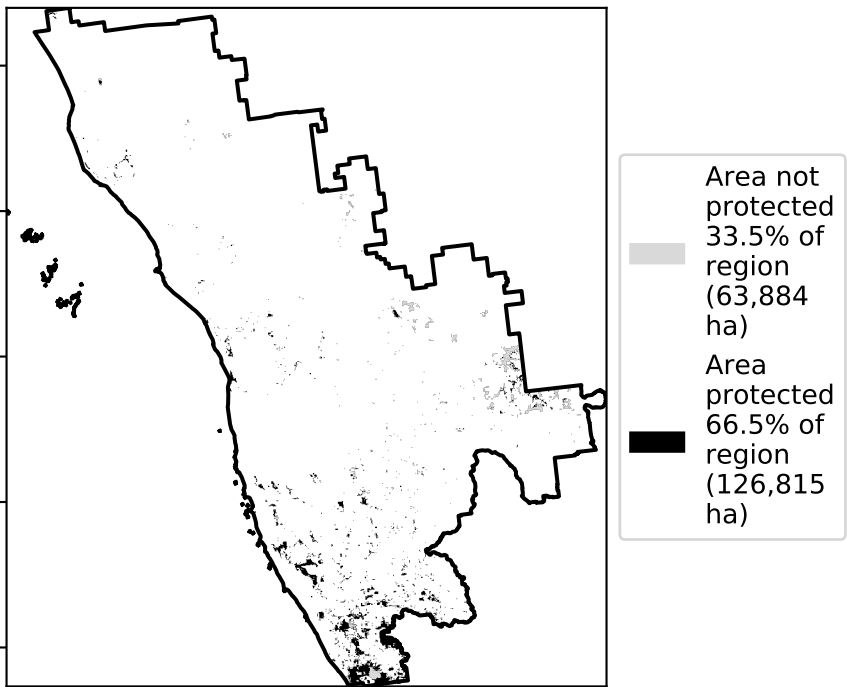 Area not
protected
33.5% of
region
(63,884
ha)
Area
protected
66.5% of
region
(126,815
ha)